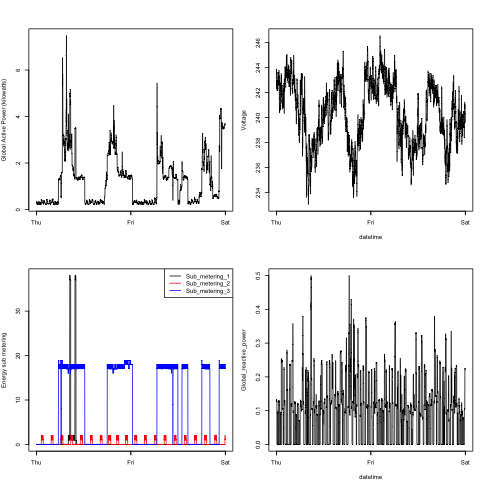 Global Active Power (kilowatts)
0
2
4
6
Thu
Fri
Sat
Voltage
234
236
238
240
242
244
246
Thu
Fri
Sat
datetime
Energy sub metering
0
10
20
30
Sub_metering_1
Sub_metering_2
Sub_metering_3
Thu
Fri
Sat
Global_reactive_power
0.0
0.1
0.2
0.3
0.4
0.5
Thu
Fri
Sat
datetime